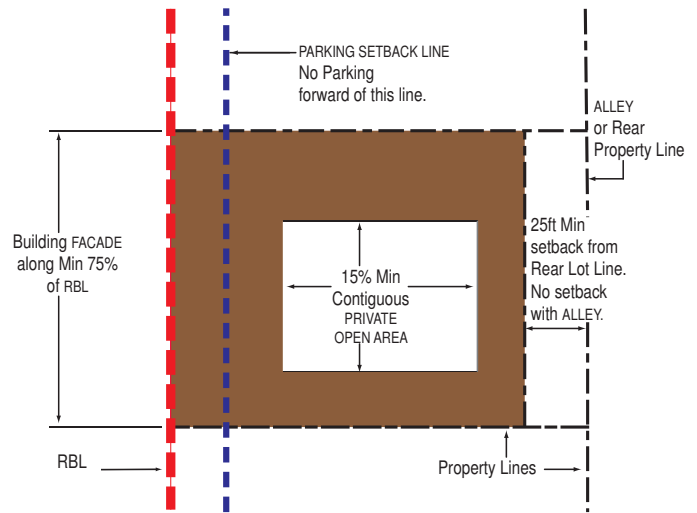 PARKING SETBACK LINE
No Parking
forward of this line.
ALLEY
or Rear
Property Line
Building FACADE
along Min 75%
of RBL
25ft Min
setback from
Rear Lot Line.
No setback
with ALLEY.
15% Min
Contiguous
PRIVATE
OPEN AREA
RBL
Property Lines